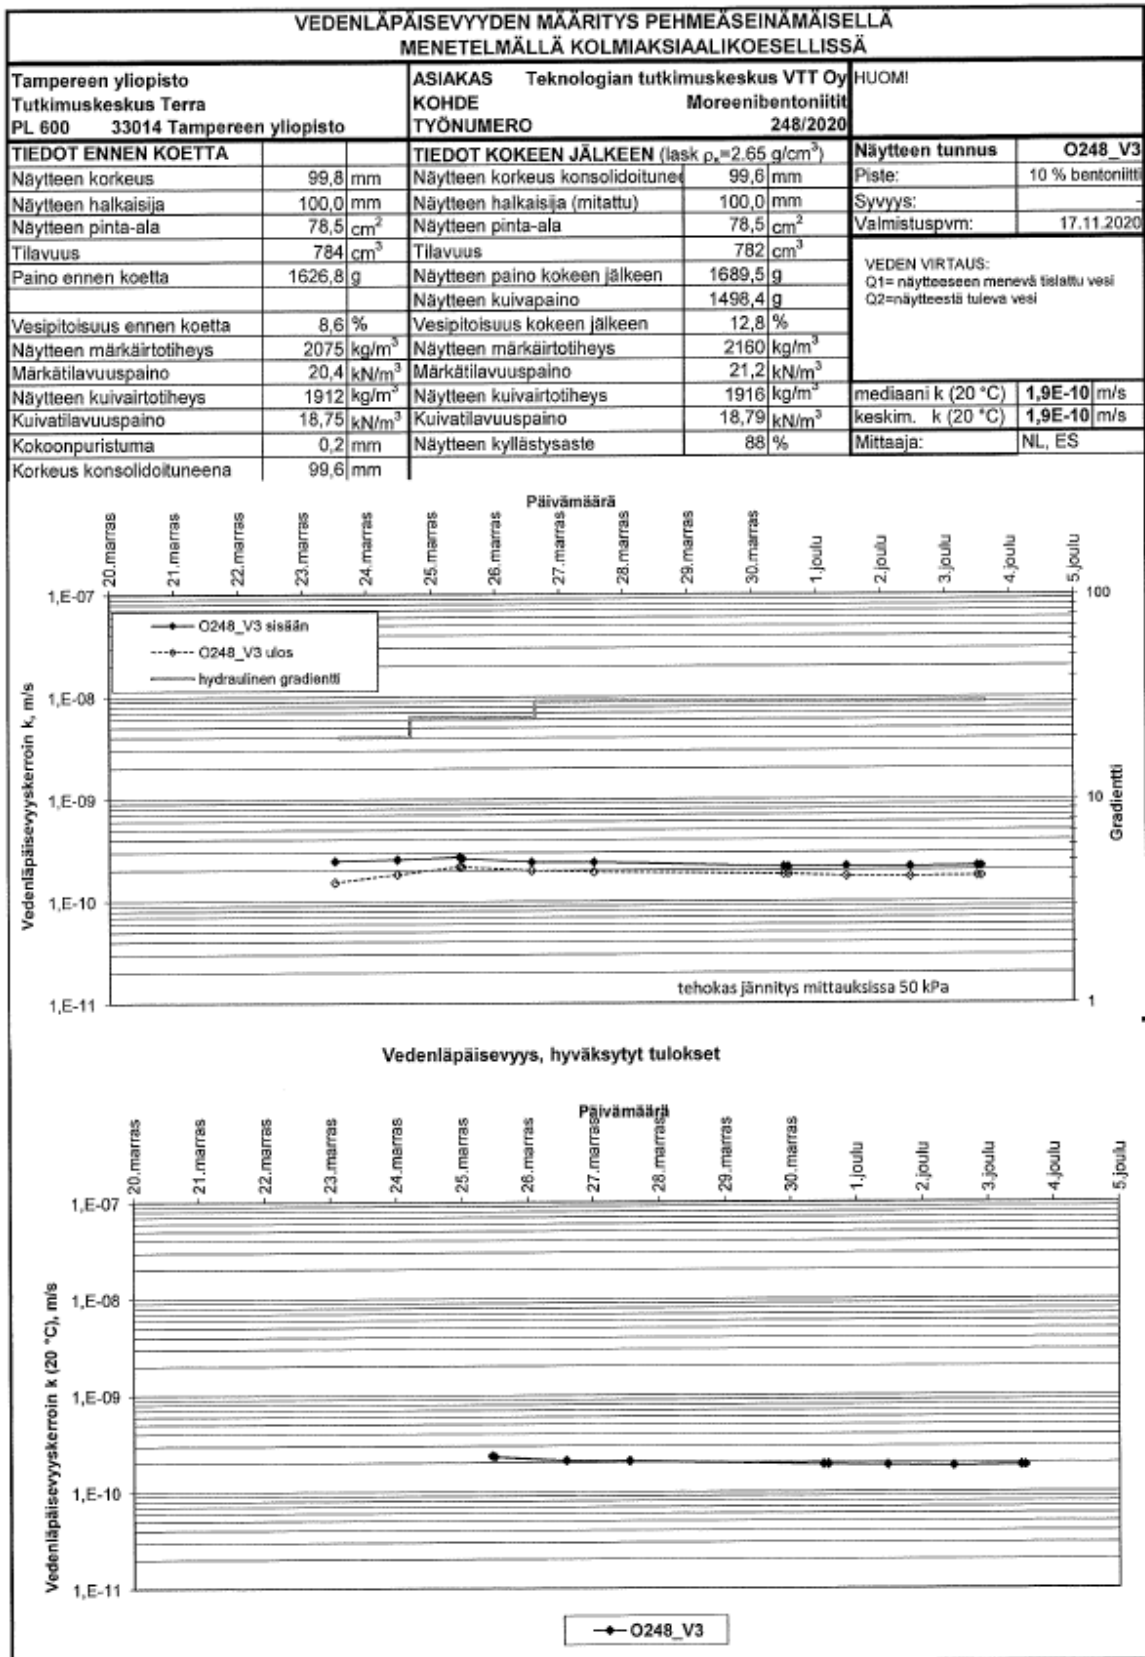 VEDENLÄPÄISEVYYDEN MÄÄRITYS PEHMEÄSEINÄMÄISELLÄ
MENETELMÄLLÄ KOLMIAKSIAALIKOESELLISSÄ
Tampereen yliopisto ASIAKAS Teknologian tutkimuskeskus VTT Oy HUOM!
Tutkimuskeskus Terra KOHDE Moreenibentoniitit
PL 600 33014 Tampereen yliopisto TYÖNUMERO 248/2020
TIEDOT ENNEN KOETTA TIEDOT KOKEEN JÄLKEEN (lask ρs=2.65 g/cm³) Näytteen tunnus O248_V3
Näytteen korkeus 99,8 mm Näytteen korkeus konsolidoitunee 99,6 mm Piste: 10 % bentoniitti
Näytteen halkaisija 100,0 mm Näytteen halkaisija (mitattu) 100,0 mm Syvyys: -
Näytteen pinta-ala 78,5 cm² Näytteen pinta-ala 78,5 cm² Valmistuspvm: 17.11.2020
Tilavuus 784 cm³ Tilavuus 782 cm³
Paino ennen koetta 1626,8 g Näytteen paino kokeen jälkeen 1689,5 g
Näytteen kuivapaino 1498,4 g
VEDEN VIRTAUS:
Q1= näytteeseen menevä tislattu vesi
Q2=näytteestä tuleva vesi
Vesipitoisuus ennen koetta 8,6 % Vesipitoisuus kokeen jälkeen 12,8 %
Näytteen märkäirtotiheys 2075 kg/m³ Näytteen märkäirtotiheys 2160 kg/m³
Märkätilavuuspaino 20,4 kN/m³ Märkätilavuuspaino 21,2 kN/m³
Näytteen kuivairtotiheys 1912 kg/m³ Näytteen kuivairtotiheys 1916 kg/m³ mediaani k (20 °C) 1,9E-10 m/s
Kuivatilavuuspaino 18,75 kN/m³ Kuivatilavuuspaino 18,79 kN/m³ keskim. k (20 °C) 1,9E-10 m/s
Kokoonpuristuma 0,2 mm Näytteen kyllästysaste 88 % Mittaaja: NL, ES
Korkeus konsolidoituneena 99,6 mm
Päivämäärä
20.marras 21.marras 22.marras 23.marras 24.marras 25.marras 26.marras 27.marras 28.marras 29.marras 30.marras 1.joulu 2.joulu 3.joulu 4.joulu 5.joulu
Vedenläpäisevyyskerroin k, m/s
1,E-07
1,E-08
1,E-09
1,E-10
1,E-11
O248_V3 sisään
O248_V3 ulos
hydraulinen gradientti
100
10
1
Gradientti
tehokas jännitys mittauksissa 50 kPa
Vedenläpäisevyys, hyväksytyt tulokset
Päivämäärä
20.marras 21.marras 22.marras 23.marras 24.marras 25.marras 26.marras 27.marras 28.marras 29.marras 30.marras 1.joulu 2.joulu 3.joulu 4.joulu 5.joulu
Vedenläpäisevyyskerroin k (20 °C), m/s
1,E-07
1,E-08
1,E-09
1,E-10
1,E-11
O248_V3